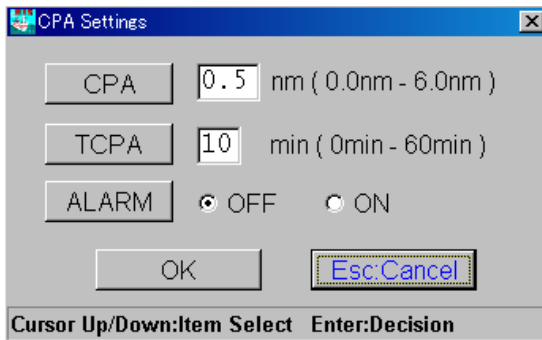 CPA Settings
CPA 0.5 nm ( 0.0nm - 6.0nm )
TCPA 10 min ( 0min - 60min )
ALARM OFF ON
OK Esc:Cancel
Cursor Up/Down:Item Select Enter:Decision